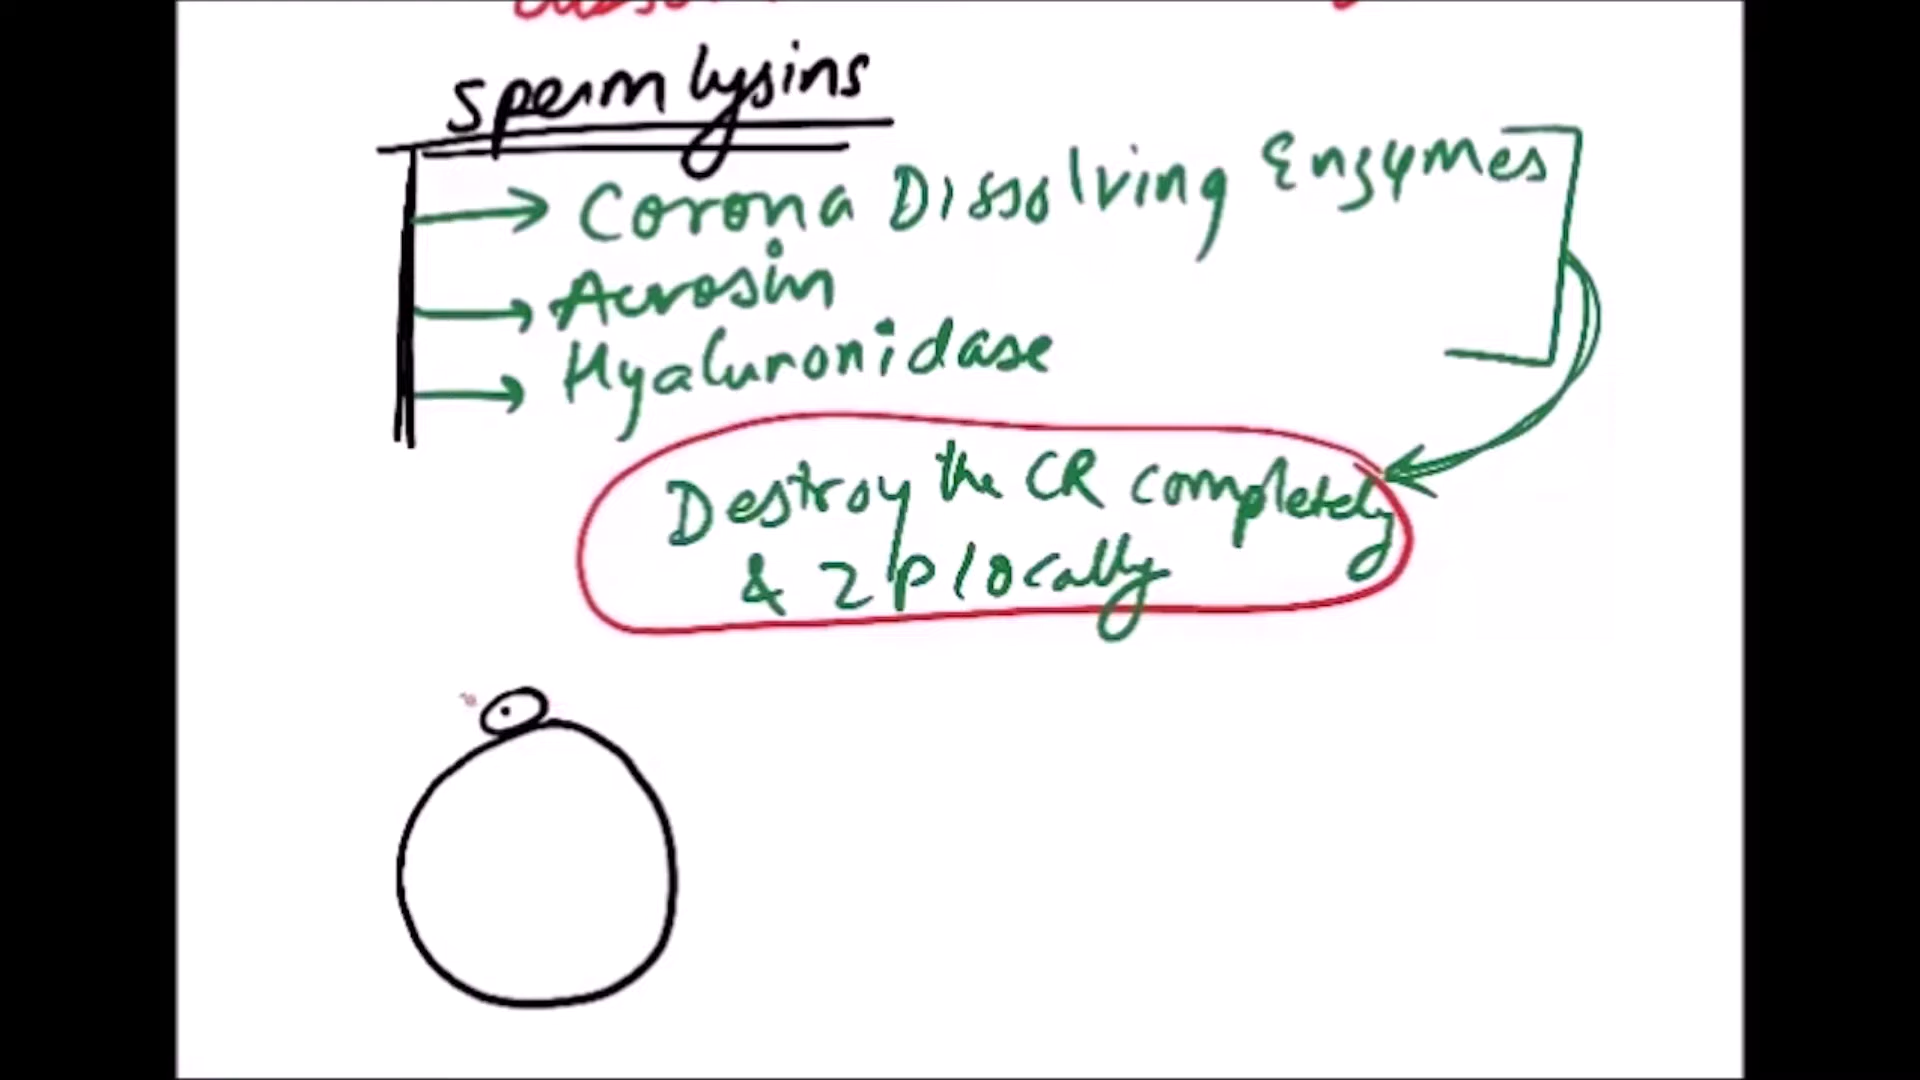 Sperm lysins
Corona Dissolving Enzymes
Acrosin
Hyaluronidase
Destroy the CR completely
& ZP locally